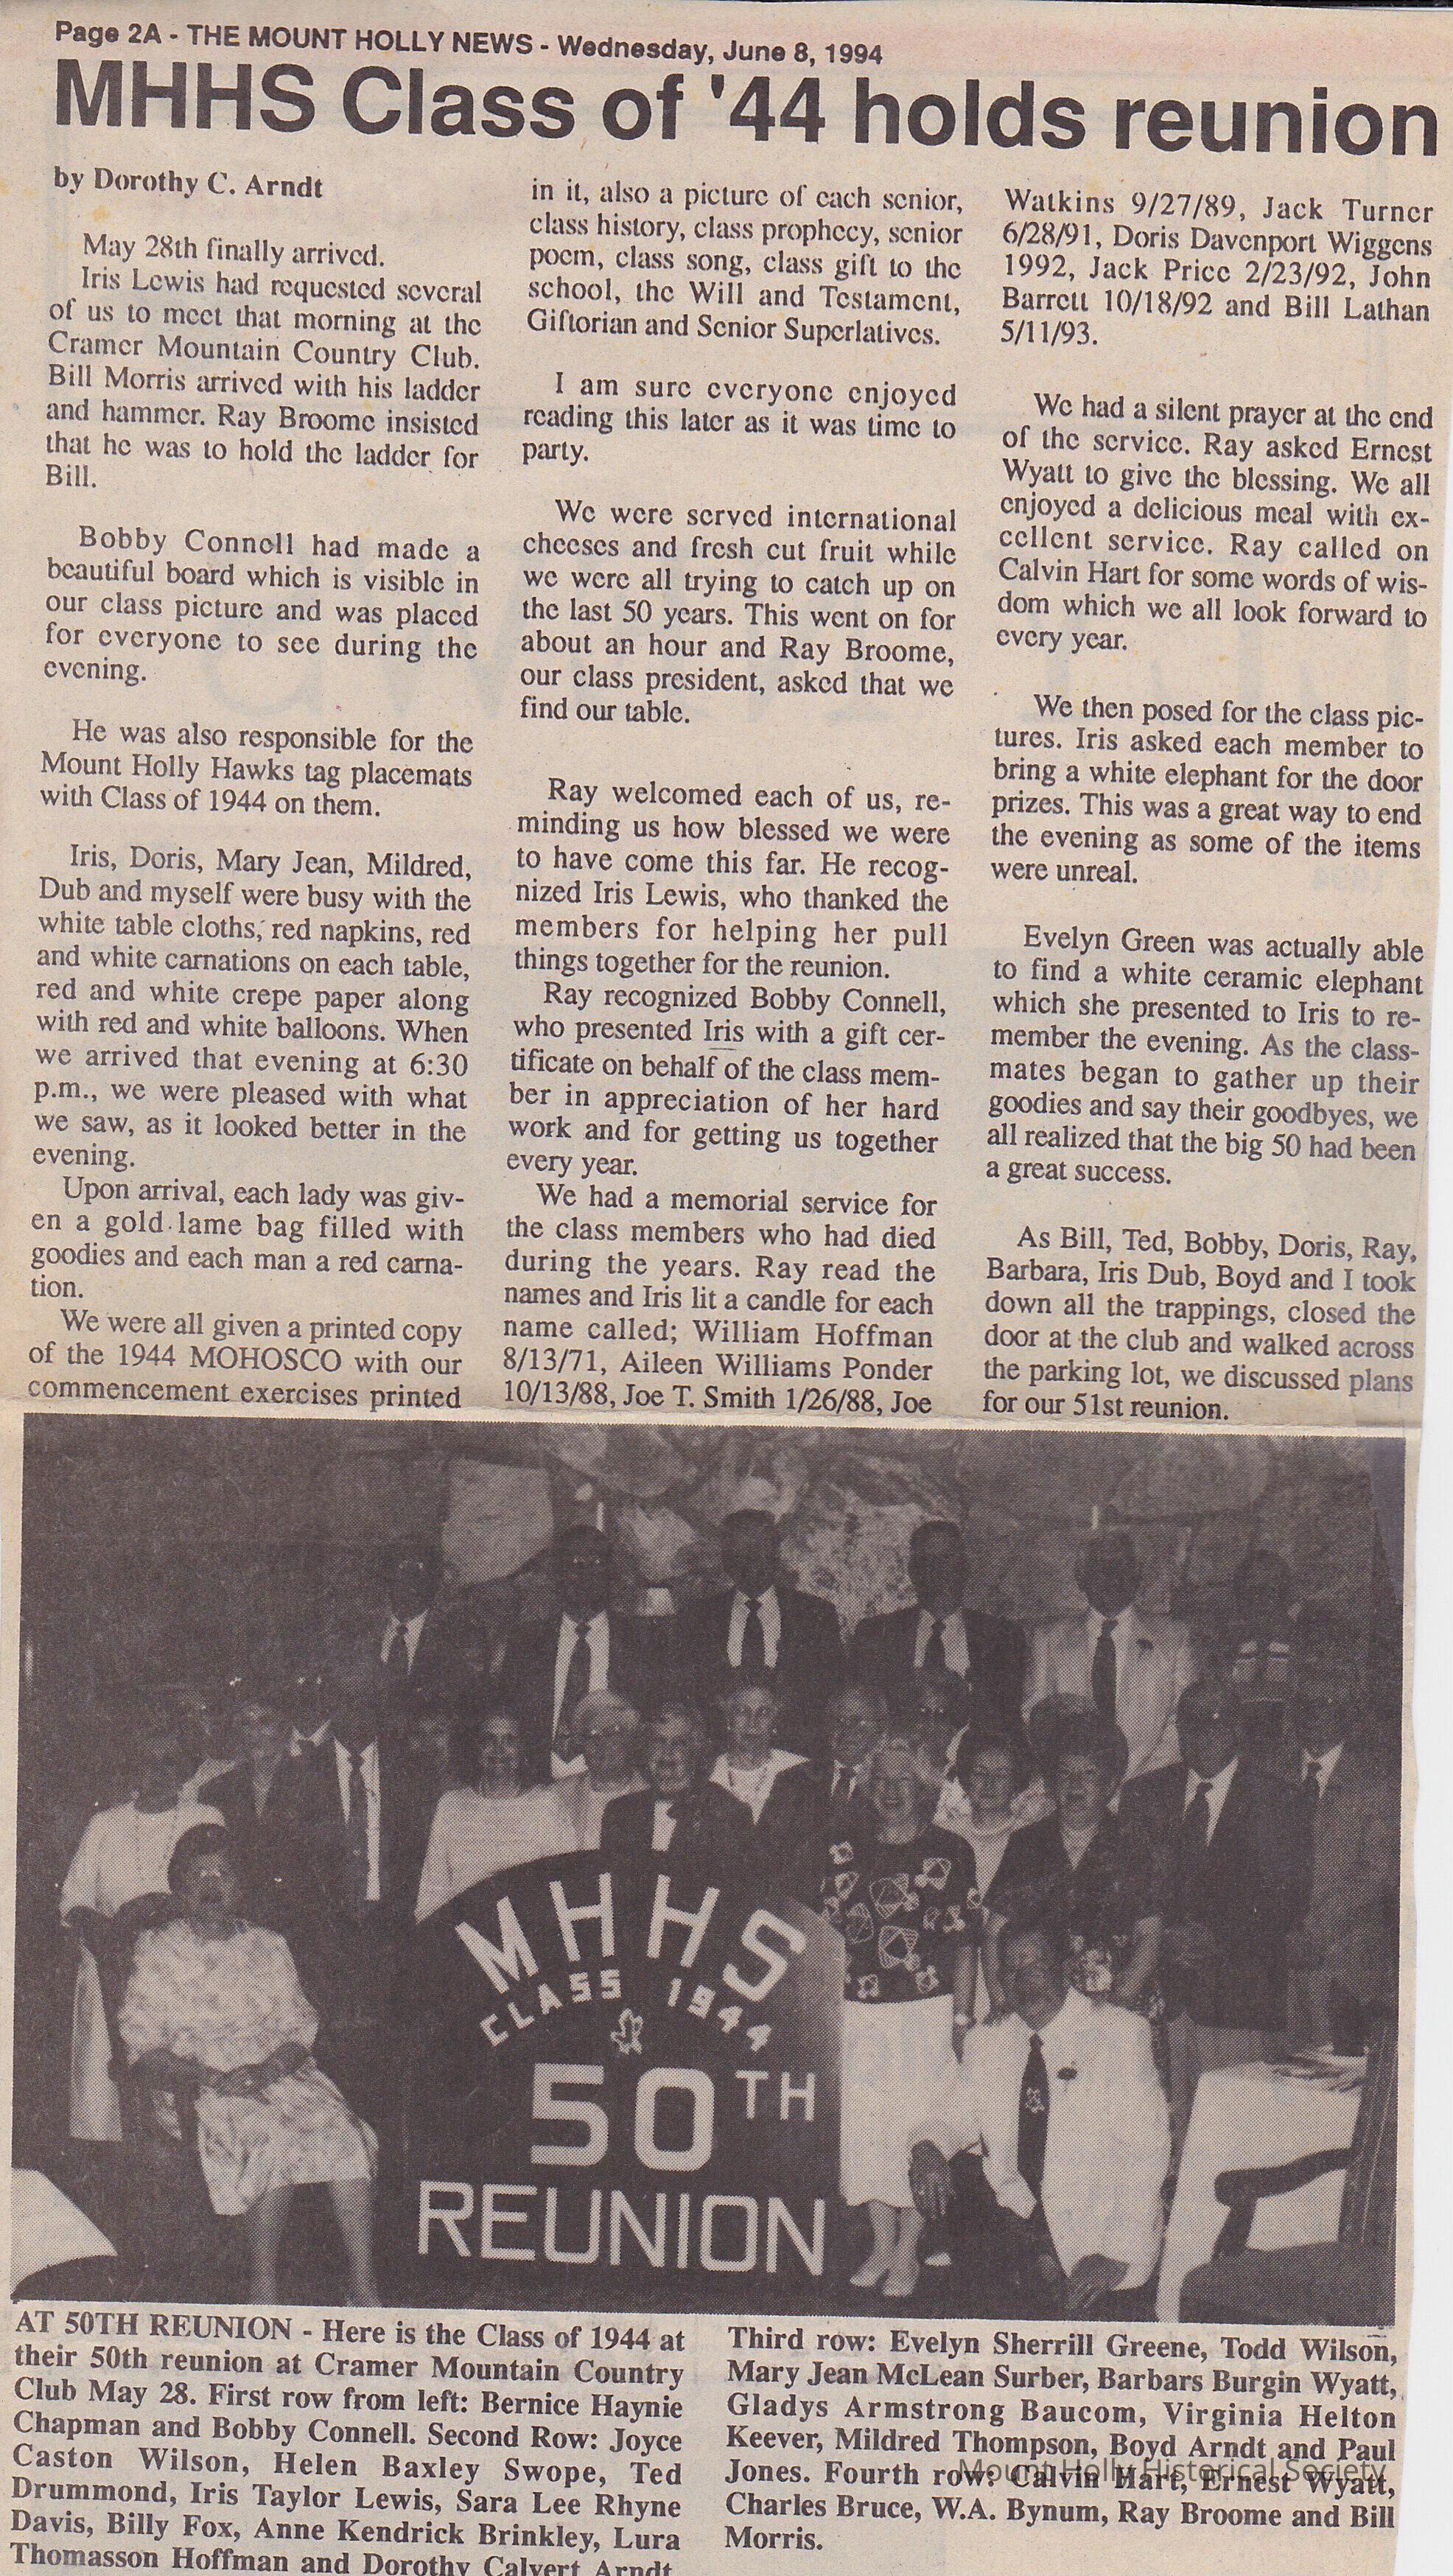 Page 2A - THE MOUNT HOLLY NEWS - Wednesday, June 8, 1994
MHHS Class of '44 holds reunion
by Dorothy C. Arndt
May 28th finally arrived.
Iris Lewis had requested several
of us to meet that morning at the
Cramer Mountain Country Club.
Bill Morris arrived with his ladder
and hammer. Ray Broome insisted
that he was to hold the ladder for
Bill.
Bobby Connell had made a
beautiful board which is visible in
our class picture and was placed
for everyone to see during the
evening.
He was also responsible for the
Mount Holly Hawks tag placemats
with Class of 1944 on them.
Iris, Doris, Mary Jean, Mildred,
Dub and myself were busy with the
white table cloths, red napkins, red
and white carnations on each table,
red and white crepe paper along
with red and white balloons. When
we arrived that evening at 6:30
p.m., we were pleased with what
we saw, as it looked better in the
evening.
Upon arrival, each lady was giv-
en a gold lame bag filled with
goodies and each man a red carna-
tion.
We were all given a printed copy
of the 1944 MOHOSCO with our
commencement exercises printed
in it, also a picture of each senior,
class history, class prophecy, senior
poem, class song, class gift to the
school, the Will and Testament,
Giftorian and Senior Superlatives.
I am sure everyone enjoyed
reading this later as it was time to
party.
We were served international
cheeses and fresh cut fruit while
we were all trying to catch up on
the last 50 years. This went on for
about an hour and Ray Broome,
our class president, asked that we
find our table.
Ray welcomed each of us, re-
minding us how blessed we were
to have come this far. He recog-
nized Iris Lewis, who thanked the
members for helping her pull
things together for the reunion.
Ray recognized Bobby Connell,
who presented Iris with a gift cer-
tificate on behalf of the class mem-
ber in appreciation of her hard
work and for getting us together
every year.
We had a memorial service for
the class members who had died
during the years. Ray read the
names and Iris lit a candle for each
name called; William Hoffman
8/13/71, Aileen Williams Ponder
10/13/88, Joe T. Smith 1/26/88, Joe
Watkins 9/27/89, Jack Turner
6/28/91, Doris Davenport Wiggens
1992, Jack Price 2/23/92, John
Barrett 10/18/92 and Bill Lathan
5/11/93.
We had a silent prayer at the end
of the service. Ray asked Ernest
Wyatt to give the blessing. We all
enjoyed a delicious meal with ex-
cellent service. Ray called on
Calvin Hart for some words of wis-
dom which we all look forward to
every year.
We then posed for the class pic-
tures. Iris asked each member to
bring a white elephant for the door
prizes. This was a great way to end
the evening as some of the items
were unreal.
Evelyn Green was actually able
to find a white ceramic elephant
which she presented to Iris to re-
member the evening. As the class-
mates began to gather up their
goodies and say their goodbyes, we
all realized that the big 50 had been
a great success.
As Bill, Ted, Bobby, Doris, Ray,
Barbara, Iris Dub, Boyd and I took
down all the trappings, closed the
door at the club and walked across
the parking lot, we discussed plans
for our 51st reunion.
MHHS
CLASS 1944
50TH
REUNION
AT 50TH REUNION - Here is the Class of 1944 at
their 50th reunion at Cramer Mountain Country
Club May 28. First row from left: Bernice Haynie
Chapman and Bobby Connell. Second Row: Joyce
Caston Wilson, Helen Baxley Swope, Ted
Drummond, Iris Taylor Lewis, Sara Lee Rhyne
Davis, Billy Fox, Anne Kendrick Brinkley, Lura
Thomasson Hoffman and Dorothy Calvert Arndt.
Third row: Evelyn Sherrill Greene, Todd Wilson,
Mary Jean McLean Surber, Barbars Burgin Wyatt,
Gladys Armstrong Baucom, Virginia Helton
Keever, Mildred Thompson, Boyd Arndt and Paul
Jones. Fourth row: Calvin Hart, Ernest Wyatt,
Charles Bruce, W.A. Bynum, Ray Broome and Bill
Morris.
Mount Holly Historical Society